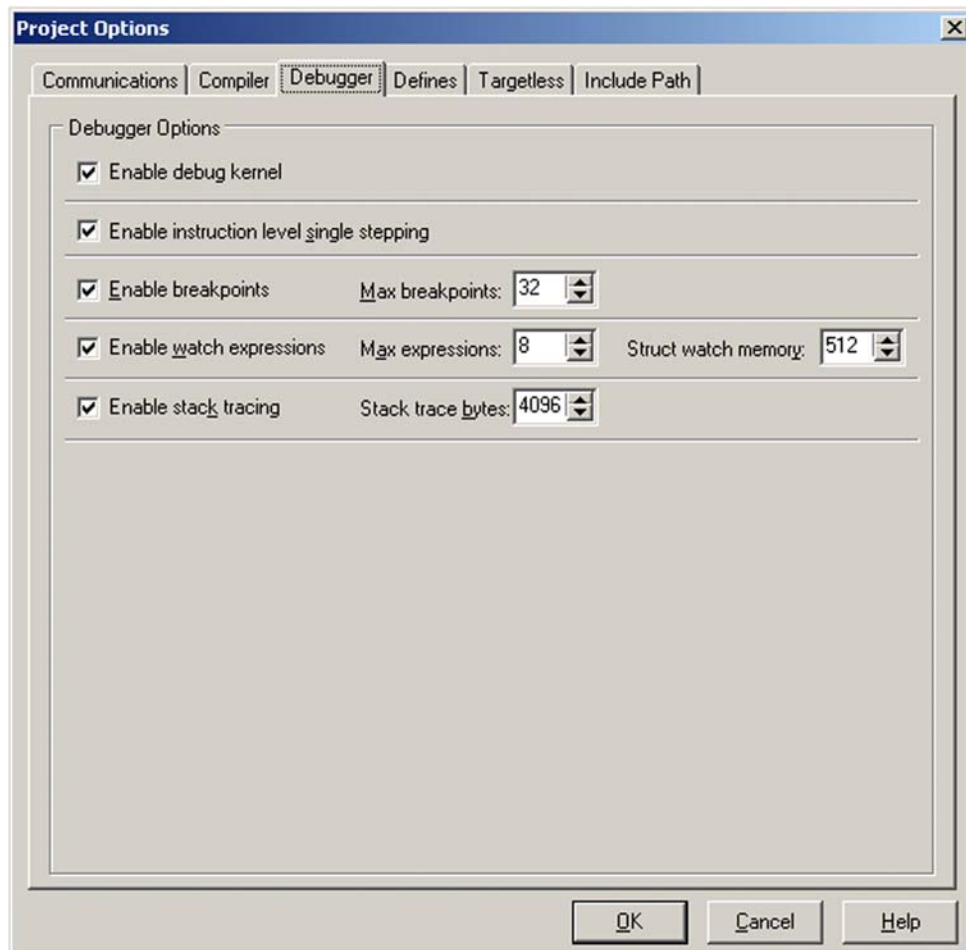 Project Options
Communications Compiler Debugger Defines Targetless Include Path
Debugger Options
Enable debug kernel
Enable instruction level single stepping
Enable breakpoints Max breakpoints: 32
Enable watch expressions Max expressions: 8 Struct watch memory: 512
Enable stack tracing Stack trace bytes: 4096
OK Cancel Help